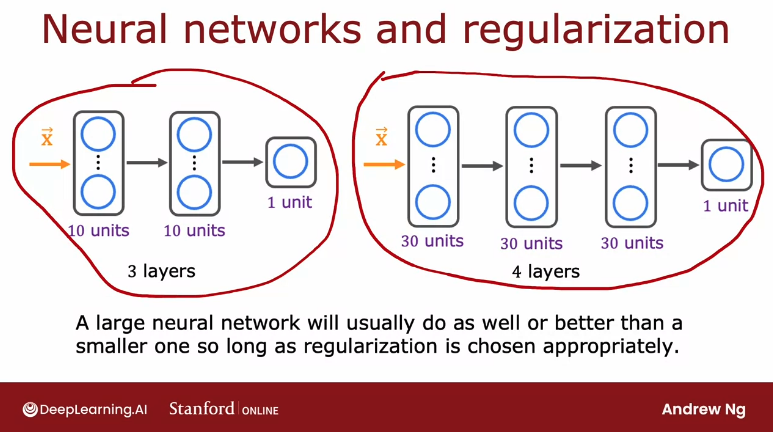 Neural networks and regularization
x⃗
10 units
10 units
1 unit
3 layers
x⃗
30 units
30 units
30 units
1 unit
4 layers
A large neural network will usually do as well or better than a
smaller one so long as regularization is chosen appropriately.
DeepLearning.AI
Stanford ONLINE
Andrew Ng